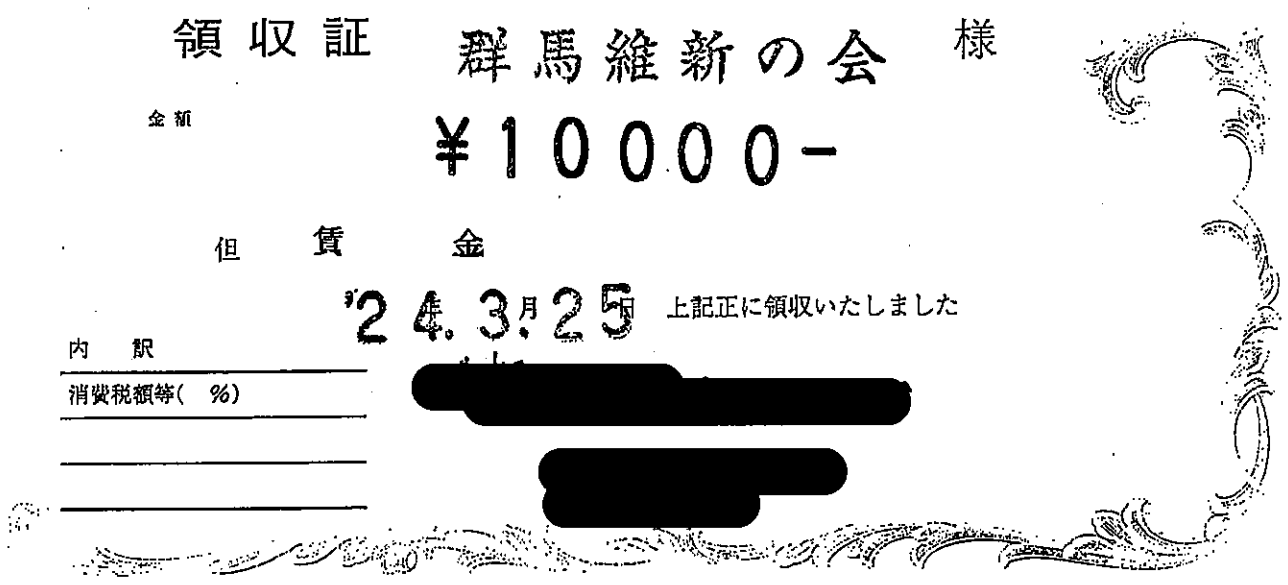 領収証 群馬維新の会 様
金額
¥10000-
但 賃金
'24.年3.月25日 上記正に領収いたしました
内 訳
消費税額等( %)